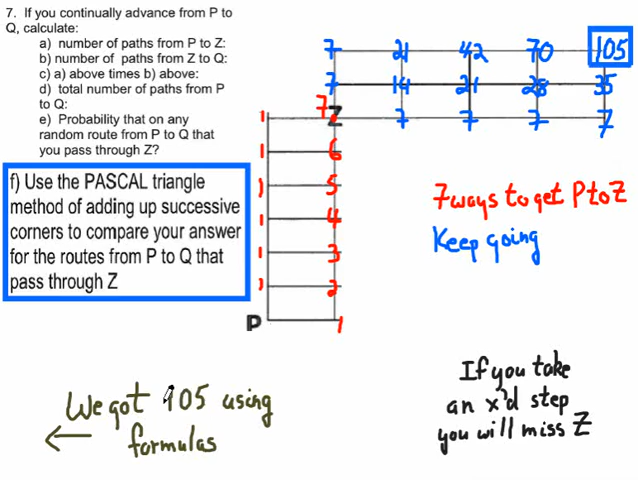 7. If you continually advance from P to
Q, calculate:
a) number of paths from P to Z:
b) number of paths from Z to Q:
c) a) above times b) above:
d) total number of paths from P
to Q:
e) Probability that on any
random route from P to Q that
you pass through Z?
f) Use the PASCAL triangle
method of adding up successive
corners to compare your answer
for the routes from P to Q that
pass through Z
7 21 42 70 105
7 14 21 28 35
1 7 Z 7 7 7 7
1 6
1 5
1 4
1 3
1 2
P 1
7 ways to get P to Z
Keep going
We got 105 using
formulas
If you take
an x'd step
you will miss Z